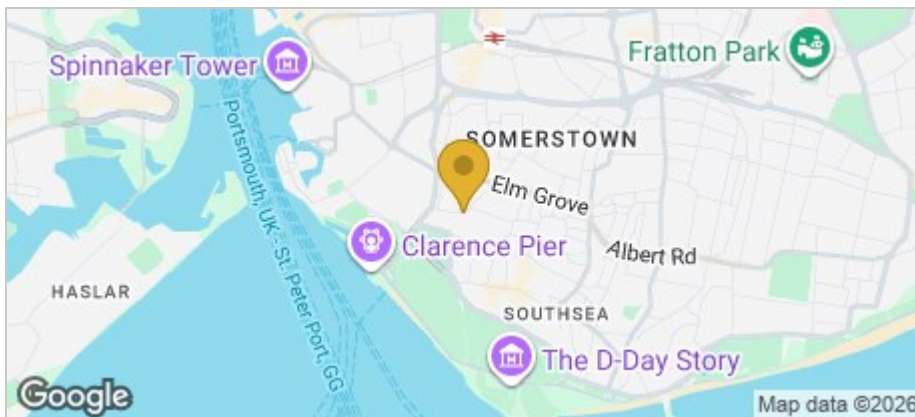 Spinnaker Tower
Fratton Park
SOMERSTOWN
Elm Grove
Portsmouth, UK - St. Peter Port, GG
Clarence Pier
Albert Rd
HASLAR
SOUTHSEA
The D-Day Story
Google
Map data ©2026